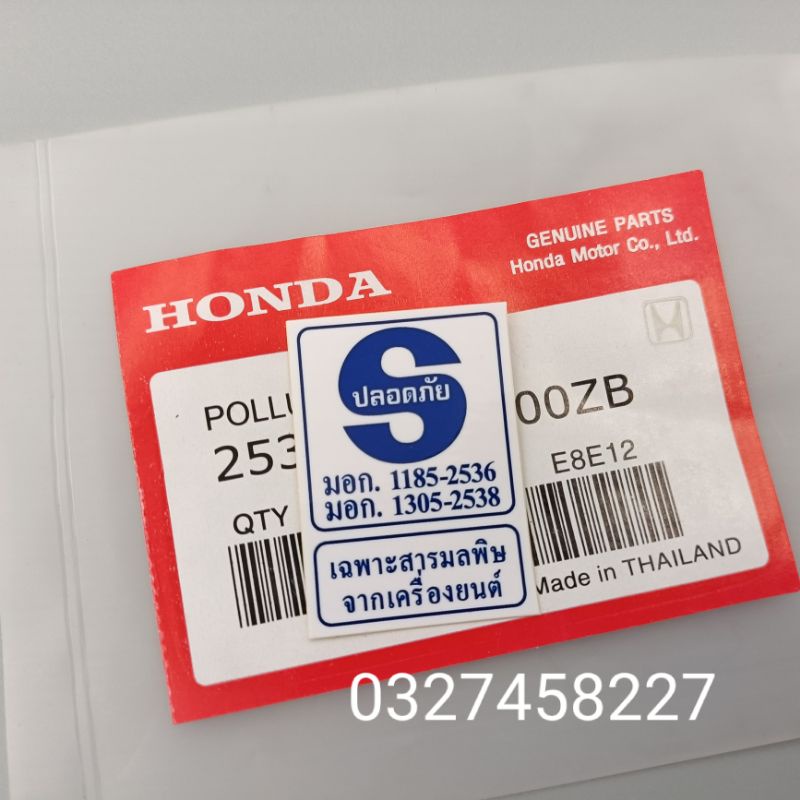 GENUINE PARTS
Honda Motor Co., Ltd.
HONDA
ปลอดภัย
มอก. 1185-2536
มอก. 1305-2538
เฉพาะสารมลพิษ
จากเครื่องยนต์
00ZB
253
E8E12
QTY
Made in THAILAND
0327458227